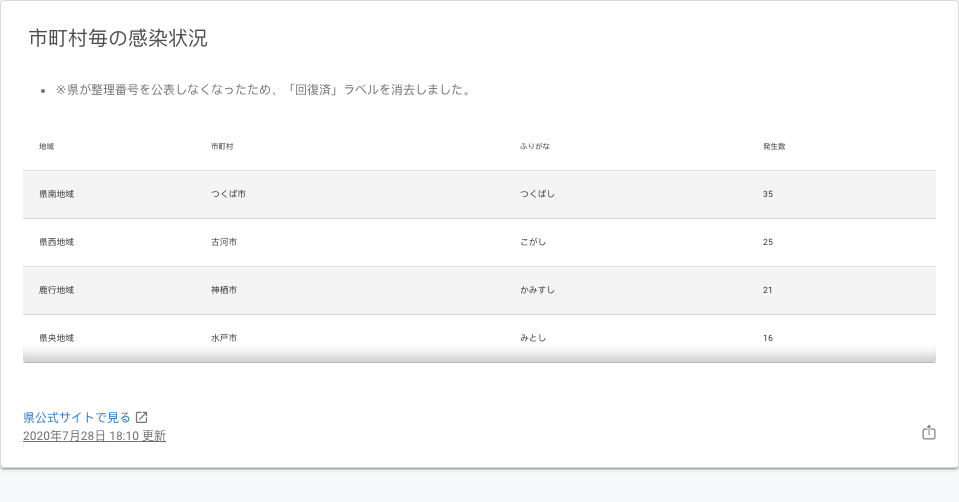 市町村毎の感染状況
※県が整理番号を公表しなくなったため、「回復済」ラベルを消去しました。
地域 市町村 ふりがな 発生数
県南地域 つくば市 つくばし 35
県西地域 古河市 こがし 25
鹿行地域 神栖市 かみすし 21
県央地域 水戸市 みとし 16
県公式サイトで見る
2020年7月28日 18:10 更新